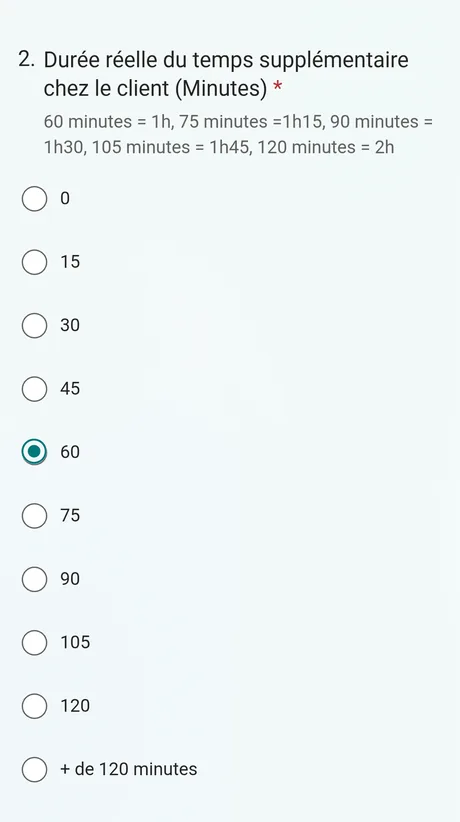 2. Durée réelle du temps supplémentaire
chez le client (Minutes) *
60 minutes = 1h, 75 minutes =1h15, 90 minutes =
1h30, 105 minutes = 1h45, 120 minutes = 2h
0
15
30
45
60
75
90
105
120
+ de 120 minutes